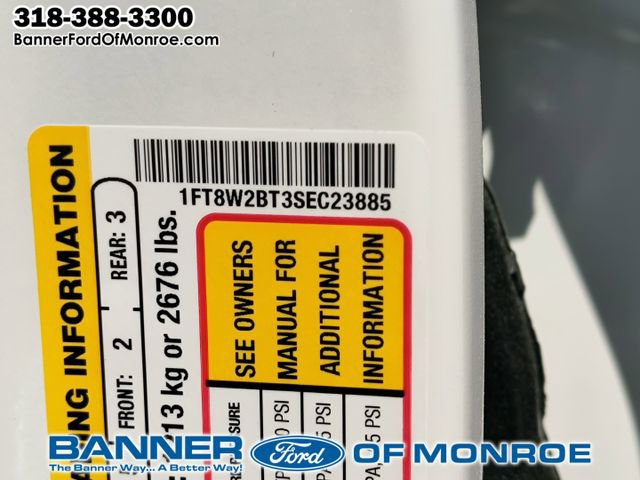 318-388-3300
BannerFordOfMonroe.com
1FT8W2BT3SEC23885
INFORMATION
FRONT: 2 REAR: 3
13 kg or 2676 lbs.
SEE OWNERS
MANUAL FOR
ADDITIONAL
INFORMATION
PSI
PSI
PSI
BANNER Ford OF MONROE
The Banner Way... A Better Way!